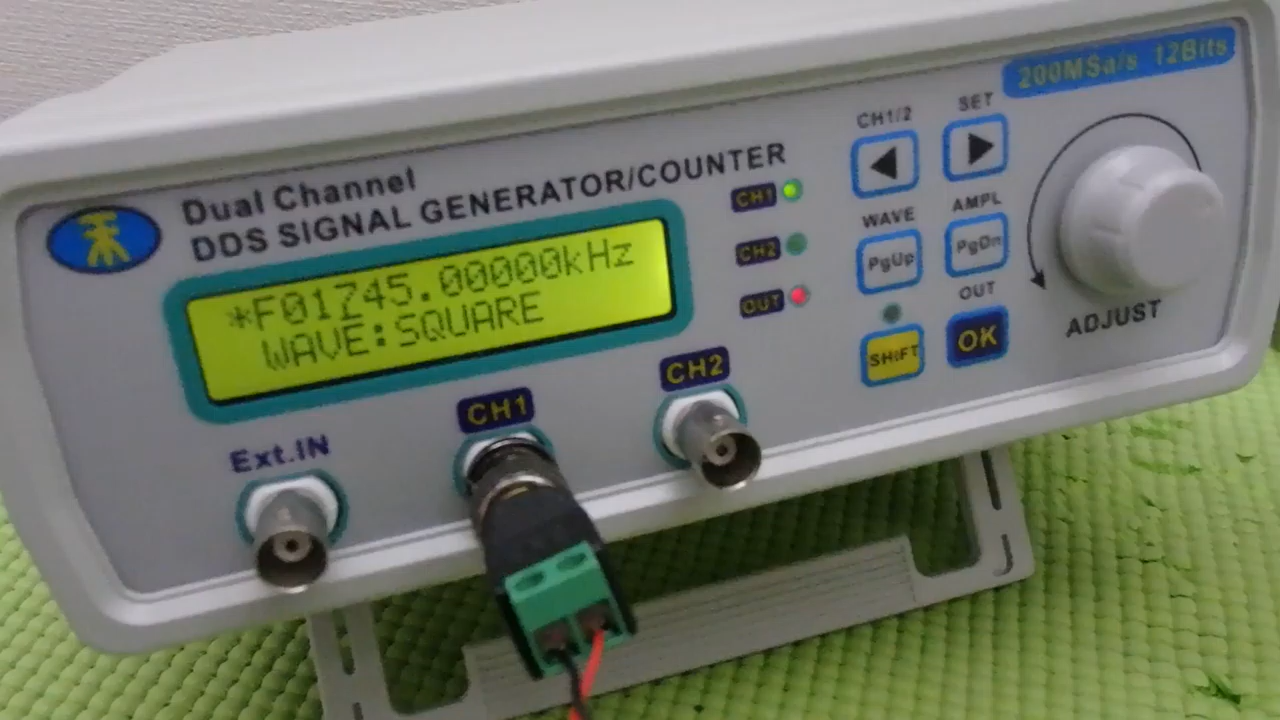 200MSa/s 12Bits
Dual Channel
DDS SIGNAL GENERATOR/COUNTER
*F01745.00000kHz
WAVE:SQUARE
CH1
CH2
OUT
CH1/2
SET
WAVE
AMPL
PgUp
PgDn
OUT
SHIFT
OK
ADJUST
Ext.IN
CH1
CH2